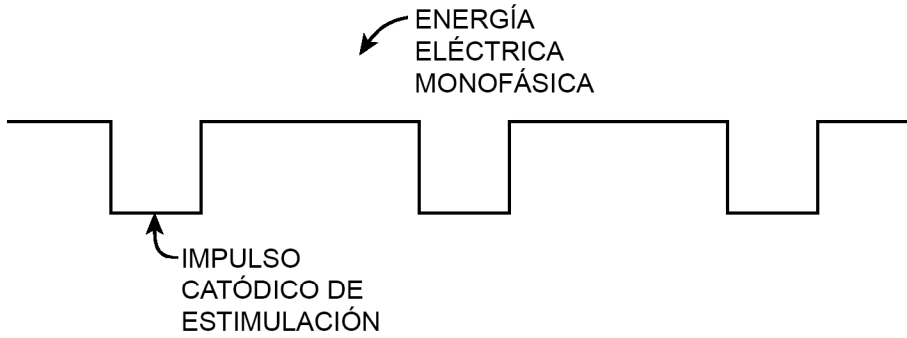 ENERGÍA
ELÉCTRICA
MONOFÁSICA
IMPULSO
CATÓDICO DE
ESTIMULACIÓN